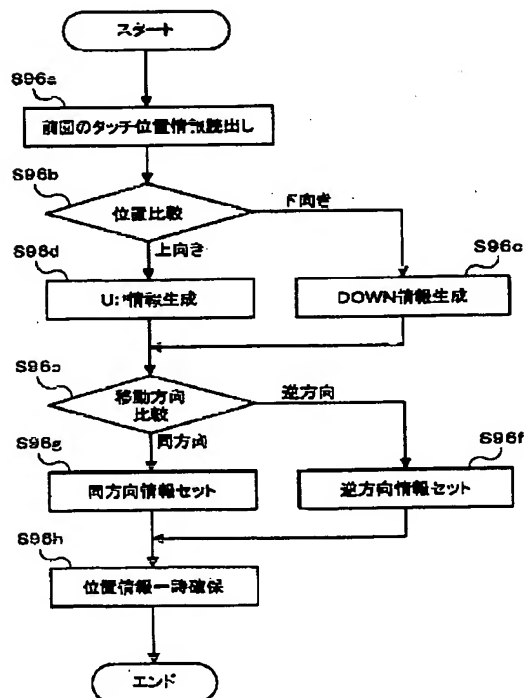 スタート
S96a
前回のタッチ位置情報読出し
S96b
位置比較
下向き
上向き
S96d
S96c
情報生成
DOWN情報生成
移動方向
比較
逆方向
同方向
S96g
S96f
同方向情報セット
逆方向情報セット
S96h
位置情報一時確保
エンド